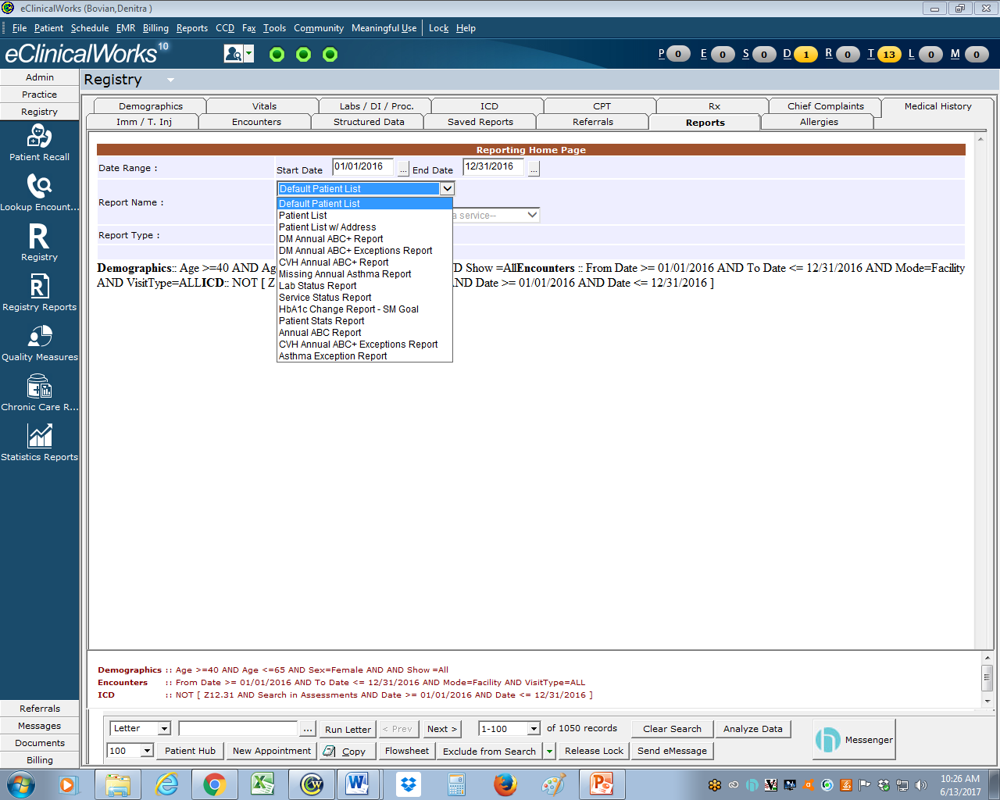 eClinicalWorks (Bovian,Denitra )
File Patient Schedule EMR Billing Reports CCD Fax Tools Community Meaningful Use Lock Help
eClinicalWorks 10
P 0 E 0 S 0 D 1 R 0 T 13 L 0 M 0
Admin
Practice
Registry
Patient Recall
Lookup Encount...
R
Registry
R
Registry Reports
Quality Measures
Chronic Care R...
Statistics Reports
Referrals
Messages
Documents
Billing
Registry
Demographics Vitals Labs / DI / Proc. ICD CPT Rx Chief Complaints Medical History
Imm / T. Inj Encounters Structured Data Saved Reports Referrals Reports Allergies
Reporting Home Page
Date Range : Start Date 01/01/2016 ... End Date 12/31/2016 ...
Report Name : Default Patient List
a service--
Default Patient List
Patient List
Patient List w/ Address
DM Annual ABC+ Report
DM Annual ABC+ Exceptions Report
CVH Annual ABC+ Report
Missing Annual Asthma Report
Lab Status Report
Service Status Report
HbA1c Change Report - SM Goal
Patient Stats Report
Annual ABC Report
CVH Annual ABC+ Exceptions Report
Asthma Exception Report
Report Type :
Demographics:: Age >=40 AND Ag D Show =AllEncounters :: From Date >= 01/01/2016 AND To Date <= 12/31/2016 AND Mode=Facility
AND VisitType=ALLICD:: NOT [ Z AND Date >= 01/01/2016 AND Date <= 12/31/2016 ]
Demographics :: Age >=40 AND Age <=65 AND Sex=Female AND AND Show =All
Encounters :: From Date >= 01/01/2016 AND To Date <= 12/31/2016 AND Mode=Facility AND VisitType=ALL
ICD :: NOT [ Z12.31 AND Search in Assessments AND Date >= 01/01/2016 AND Date <= 12/31/2016 ]
Letter ... Run Letter < Prev Next > 1-100 of 1050 records Clear Search Analyze Data
100 Patient Hub New Appointment Copy Flowsheet Exclude from Search Release Lock Send eMessage
h Messenger
10:26 AM
6/13/2017